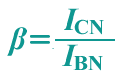 β = I_CN / I_BN